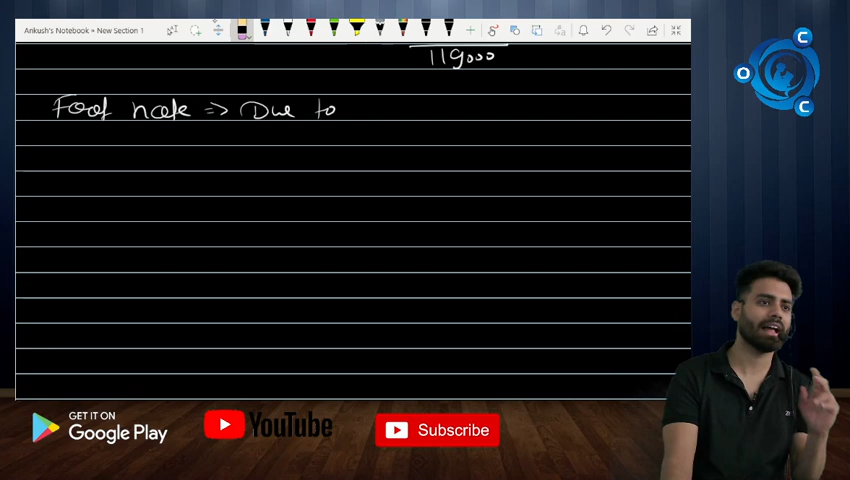 Ankush's Notebook » New Section 1
119000
Foot note => Due to
O C C
GET IT ON
Google Play
YouTube
Subscribe